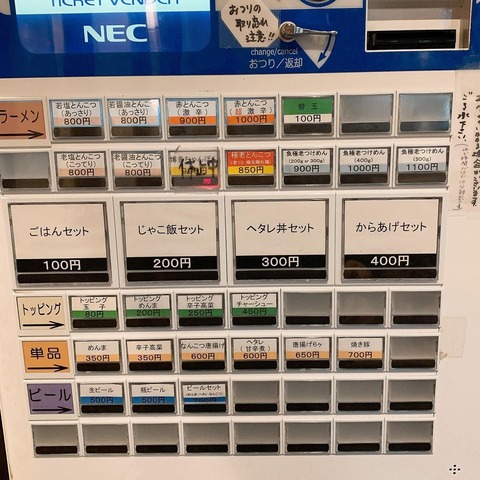 TICKET VENDER
NEC
おつりの
取り忘れ
注意!!
change/cancel
おつり/返却
ラーメン
若塩とんこつ
(あっさり)
800円
若醤油とんこつ
(あっさり)
800円
赤とんこつ
(激辛)
900円
赤とんこつ
(超激辛)
1000円
替玉
100円
老塩とんこつ
(こってり)
800円
老醤油とんこつ
(こってり)
800円
極老とんこつ
850円
魚種老つけめん
(200g or 300g)
900円
魚種老つけめん
(400g)
1000円
魚種老つけめん
(500g)
1100円
ごはんセット
100円
じゃこ飯セット
200円
ヘタレ丼セット
300円
からあげセット
400円
トッピング
トッピング
玉子
80円
トッピング
めんま
200円
トッピング
辛子高菜
250円
トッピング
チャーシュー
450円
単品
めんま
350円
辛子高菜
350円
なんこつ唐揚げ
600円
ヘタレ
(甘辛煮)
600円
唐揚げ6ヶ
650円
焼き豚
700円
ビール
生ビール
500円
瓶ビール
500円
ビールセット